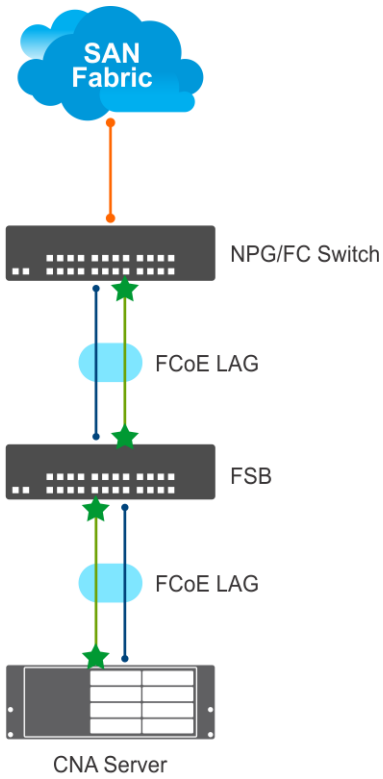 SAN
Fabric
NPG/FC Switch
FCoE LAG
FSB
FCoE LAG
CNA Server